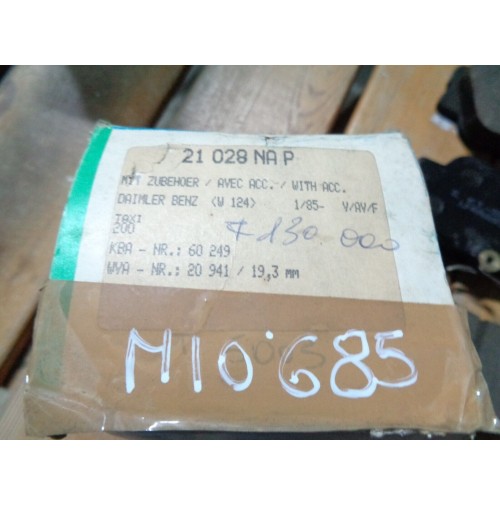 21 028 NA P
MIT ZUBEHOER / AVEC ACC. / WITH ACC.
DAIMLER BENZ (W 124) 1/85- V/AV/F
TAXI
200
130.000
KBA - NR.: 60 249
WVA - NR.: 20 941 / 19,3 MM
M10685